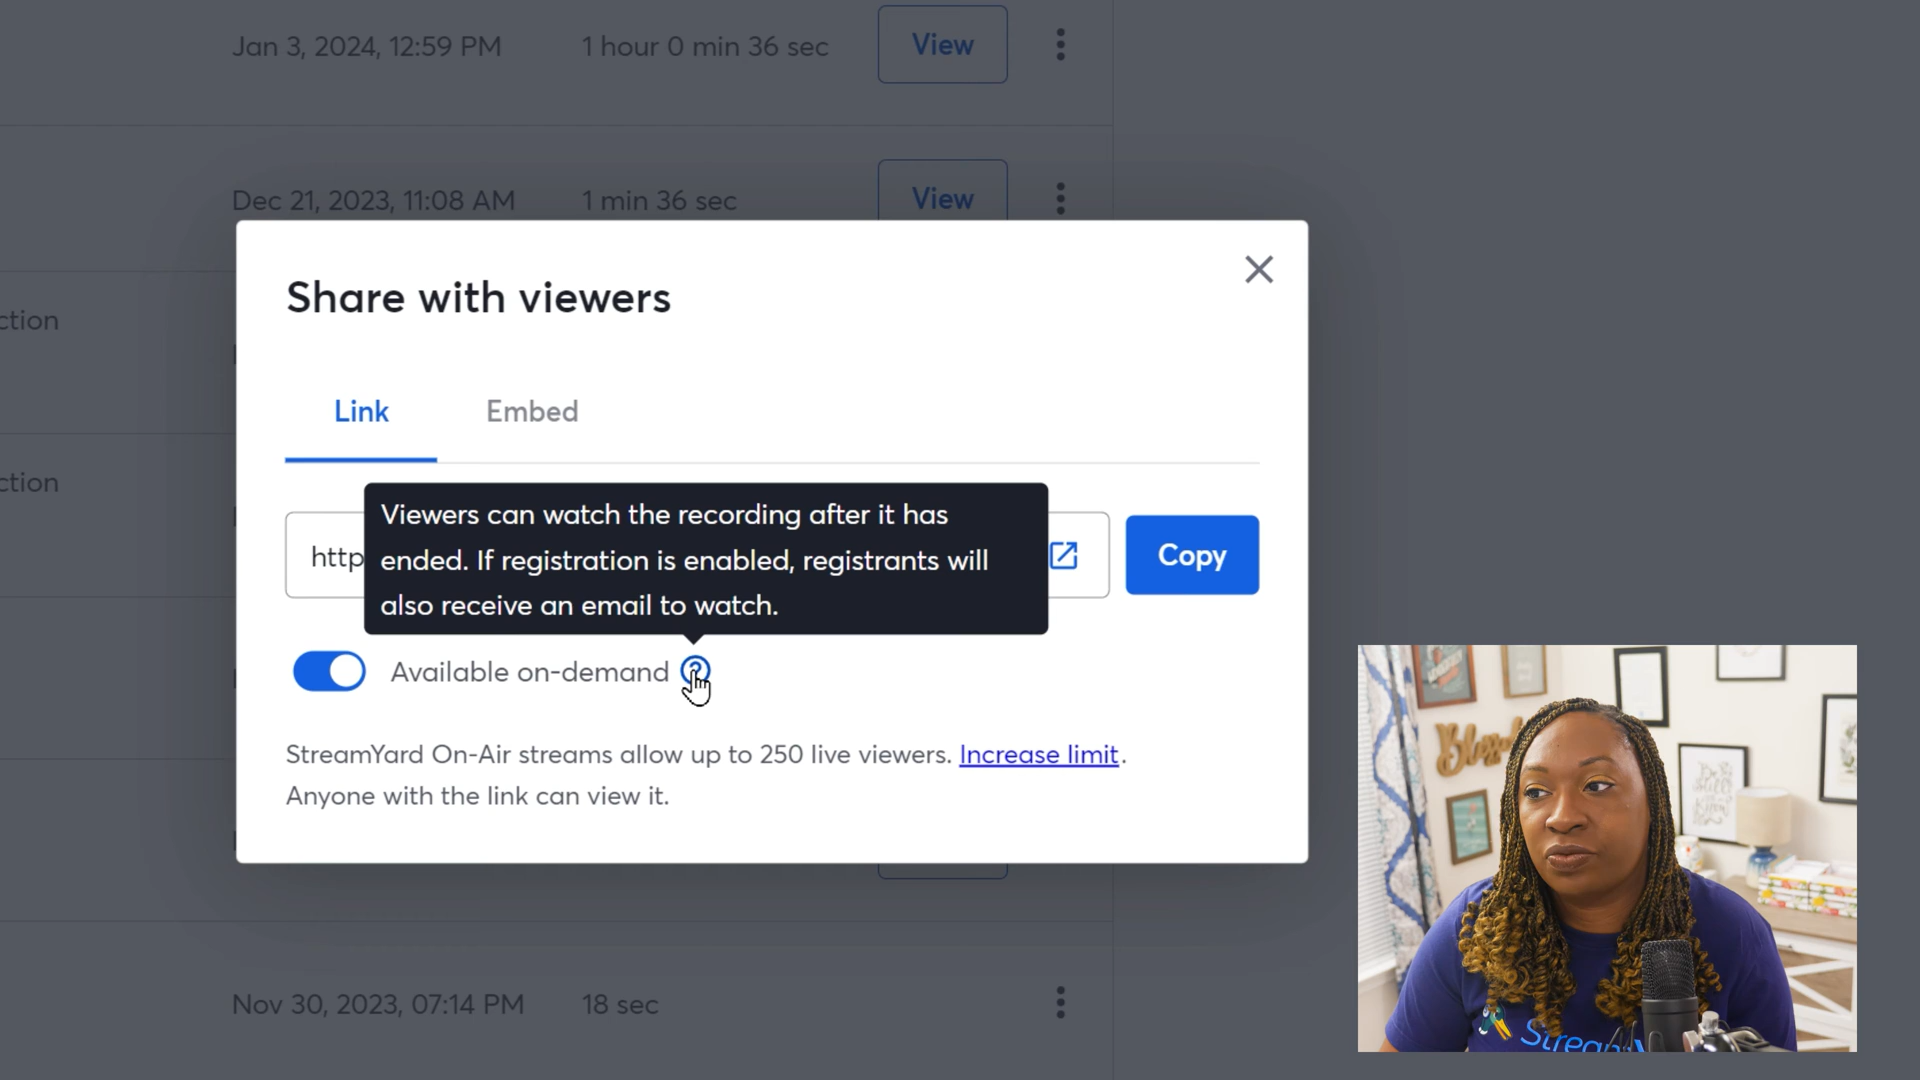 Jan 3, 2024, 12:59 PM 1 hour 0 min 36 sec View
Dec 21, 2023, 11:08 AM 1 min 36 sec View
Share with viewers
ction
Link Embed
ction
Viewers can watch the recording after it has
ended. If registration is enabled, registrants will
also receive an email to watch.
http
Copy
Available on-demand
StreamYard On-Air streams allow up to 250 live viewers. Increase limit.
Anyone with the link can view it.
Blessed
Nov 30, 2023, 07:14 PM 18 sec